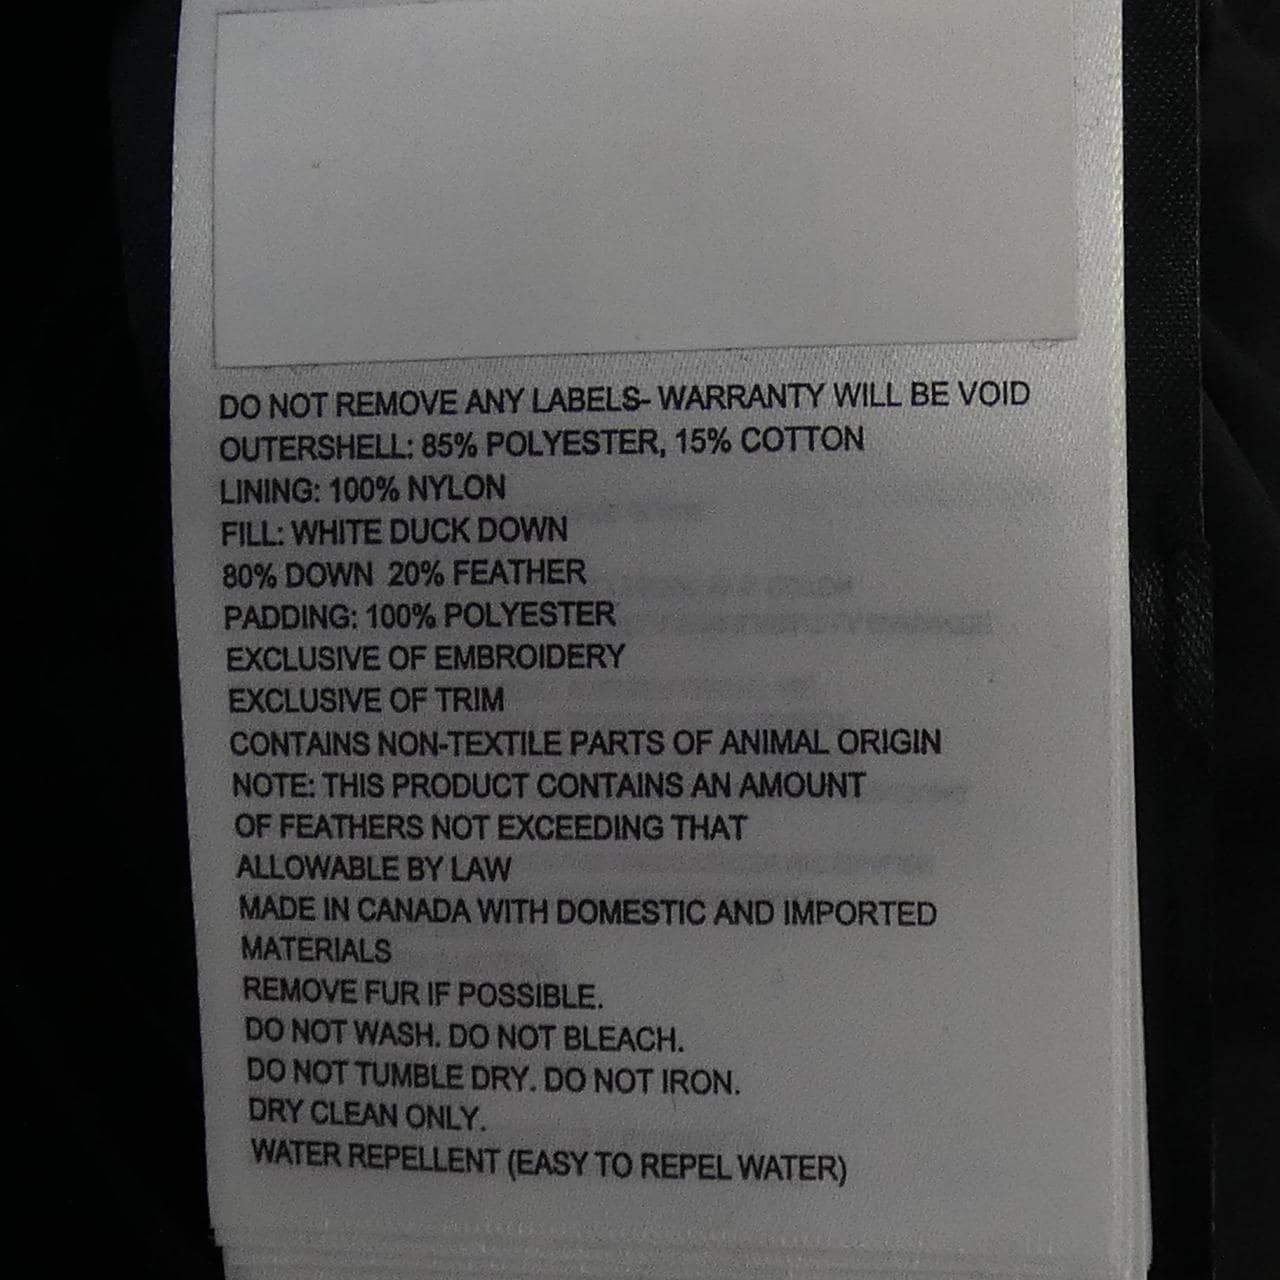 DO NOT REMOVE ANY LABELS- WARRANTY WILL BE VOID
OUTERSHELL: 85% POLYESTER, 15% COTTON
LINING: 100% NYLON
FILL: WHITE DUCK DOWN
80% DOWN 20% FEATHER
PADDING: 100% POLYESTER
EXCLUSIVE OF EMBROIDERY
EXCLUSIVE OF TRIM
CONTAINS NON-TEXTILE PARTS OF ANIMAL ORIGIN
NOTE: THIS PRODUCT CONTAINS AN AMOUNT
OF FEATHERS NOT EXCEEDING THAT
ALLOWABLE BY LAW
MADE IN CANADA WITH DOMESTIC AND IMPORTED
MATERIALS
REMOVE FUR IF POSSIBLE.
DO NOT WASH. DO NOT BLEACH.
DO NOT TUMBLE DRY. DO NOT IRON.
DRY CLEAN ONLY.
WATER REPELLENT (EASY TO REPEL WATER)